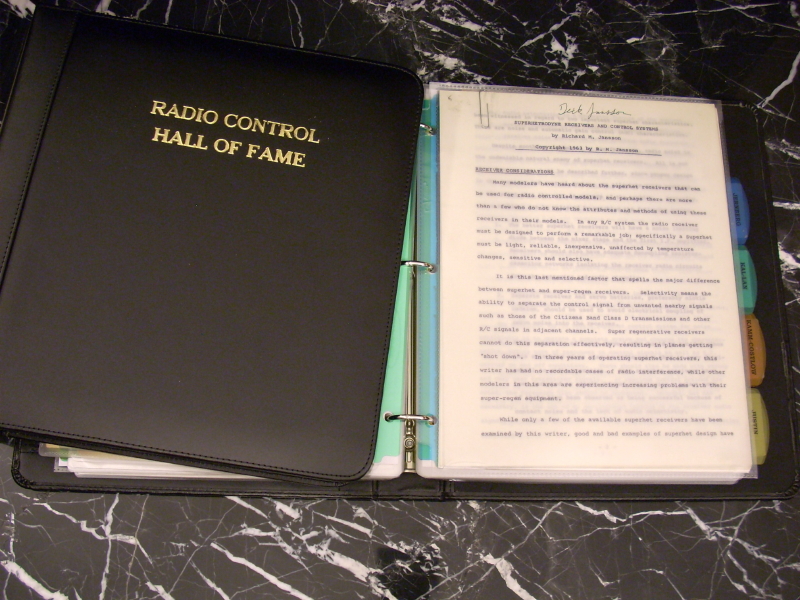 RADIO CONTROL
HALL OF FAME
Dick Jansson
SUPERHETRODYNE RECEIVERS AND CONTROL SYSTEMS
by Richard M. Jansson
Copyright 1963 by R. M. Jansson
RECEIVER CONSIDERATIONS
Many modelers have heard about the superhet receivers that can
be used for radio controlled models, but perhaps there are more
than a few who do not know the attributes and methods of using these
receivers in their models. In any R/C system the radio receiver
must be designed to perform a remarkable job; specifically a Superhet
must be light, reliable, inexpensive, unaffected by temperature
changes, sensitive and selective.
It is this last mentioned factor that spells the major difference
between superhet and super-regen receivers. Selectivity means the
ability to separate the control signal from unwanted nearby signals
such as those of the Citizens Band Class D transmissions and other
R/C signals in adjacent channels. Super regenerative receivers
cannot do this separation effectively, resulting in planes getting
"shot down". In three years of operating superhet receivers, this
writer has had no recordable cases of radio interference, while other
modelers in this area are experiencing increasing problems with their
super-regen equipment.
While only a few of the available superhet receivers have been
examined by this writer, good and bad examples of superhet design have